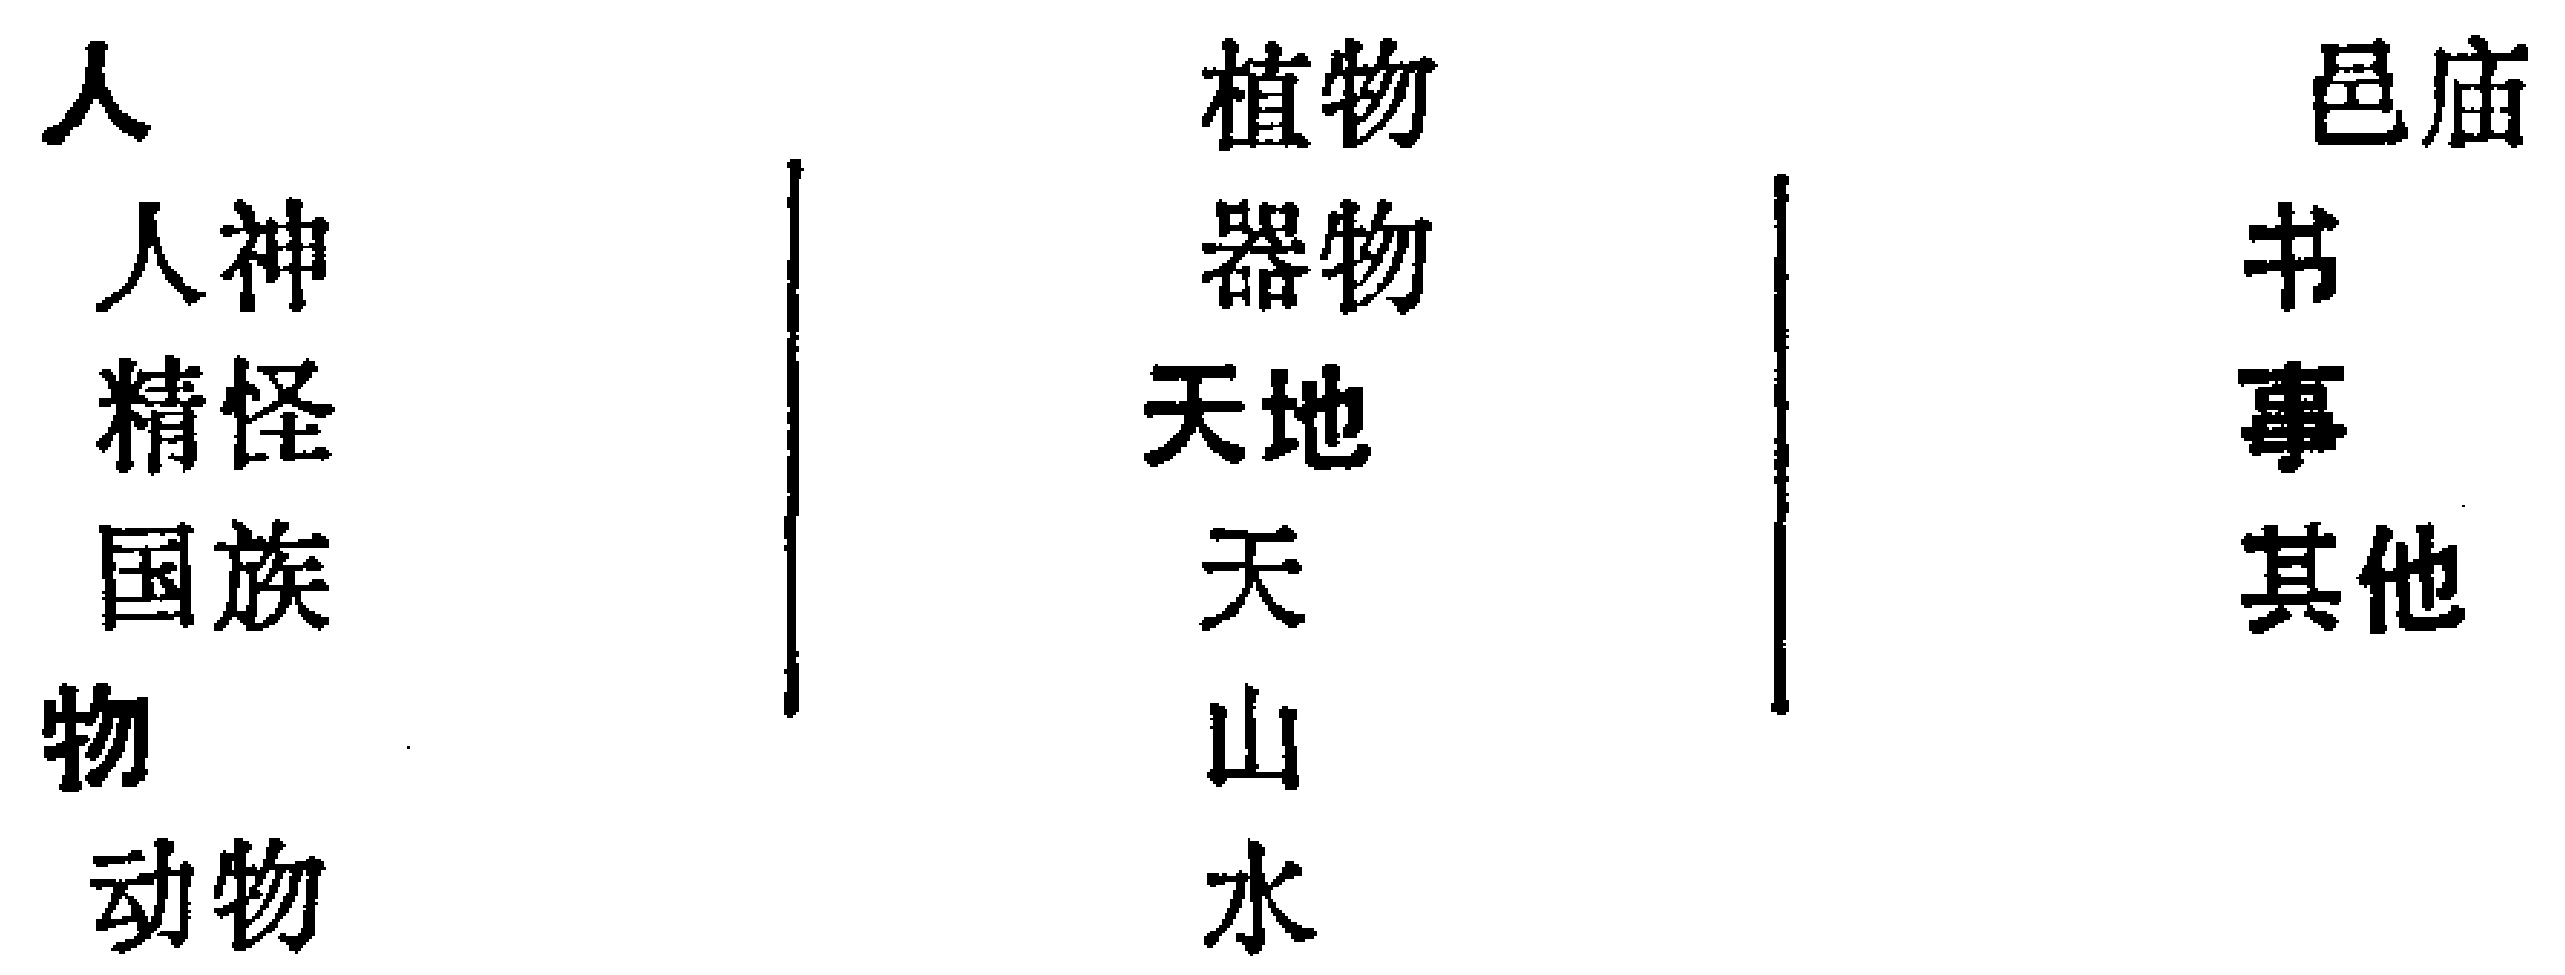 人
人神
精怪
国族
物
动物
植物
器物
天地
天
山
水
邑庙
书
事
其他